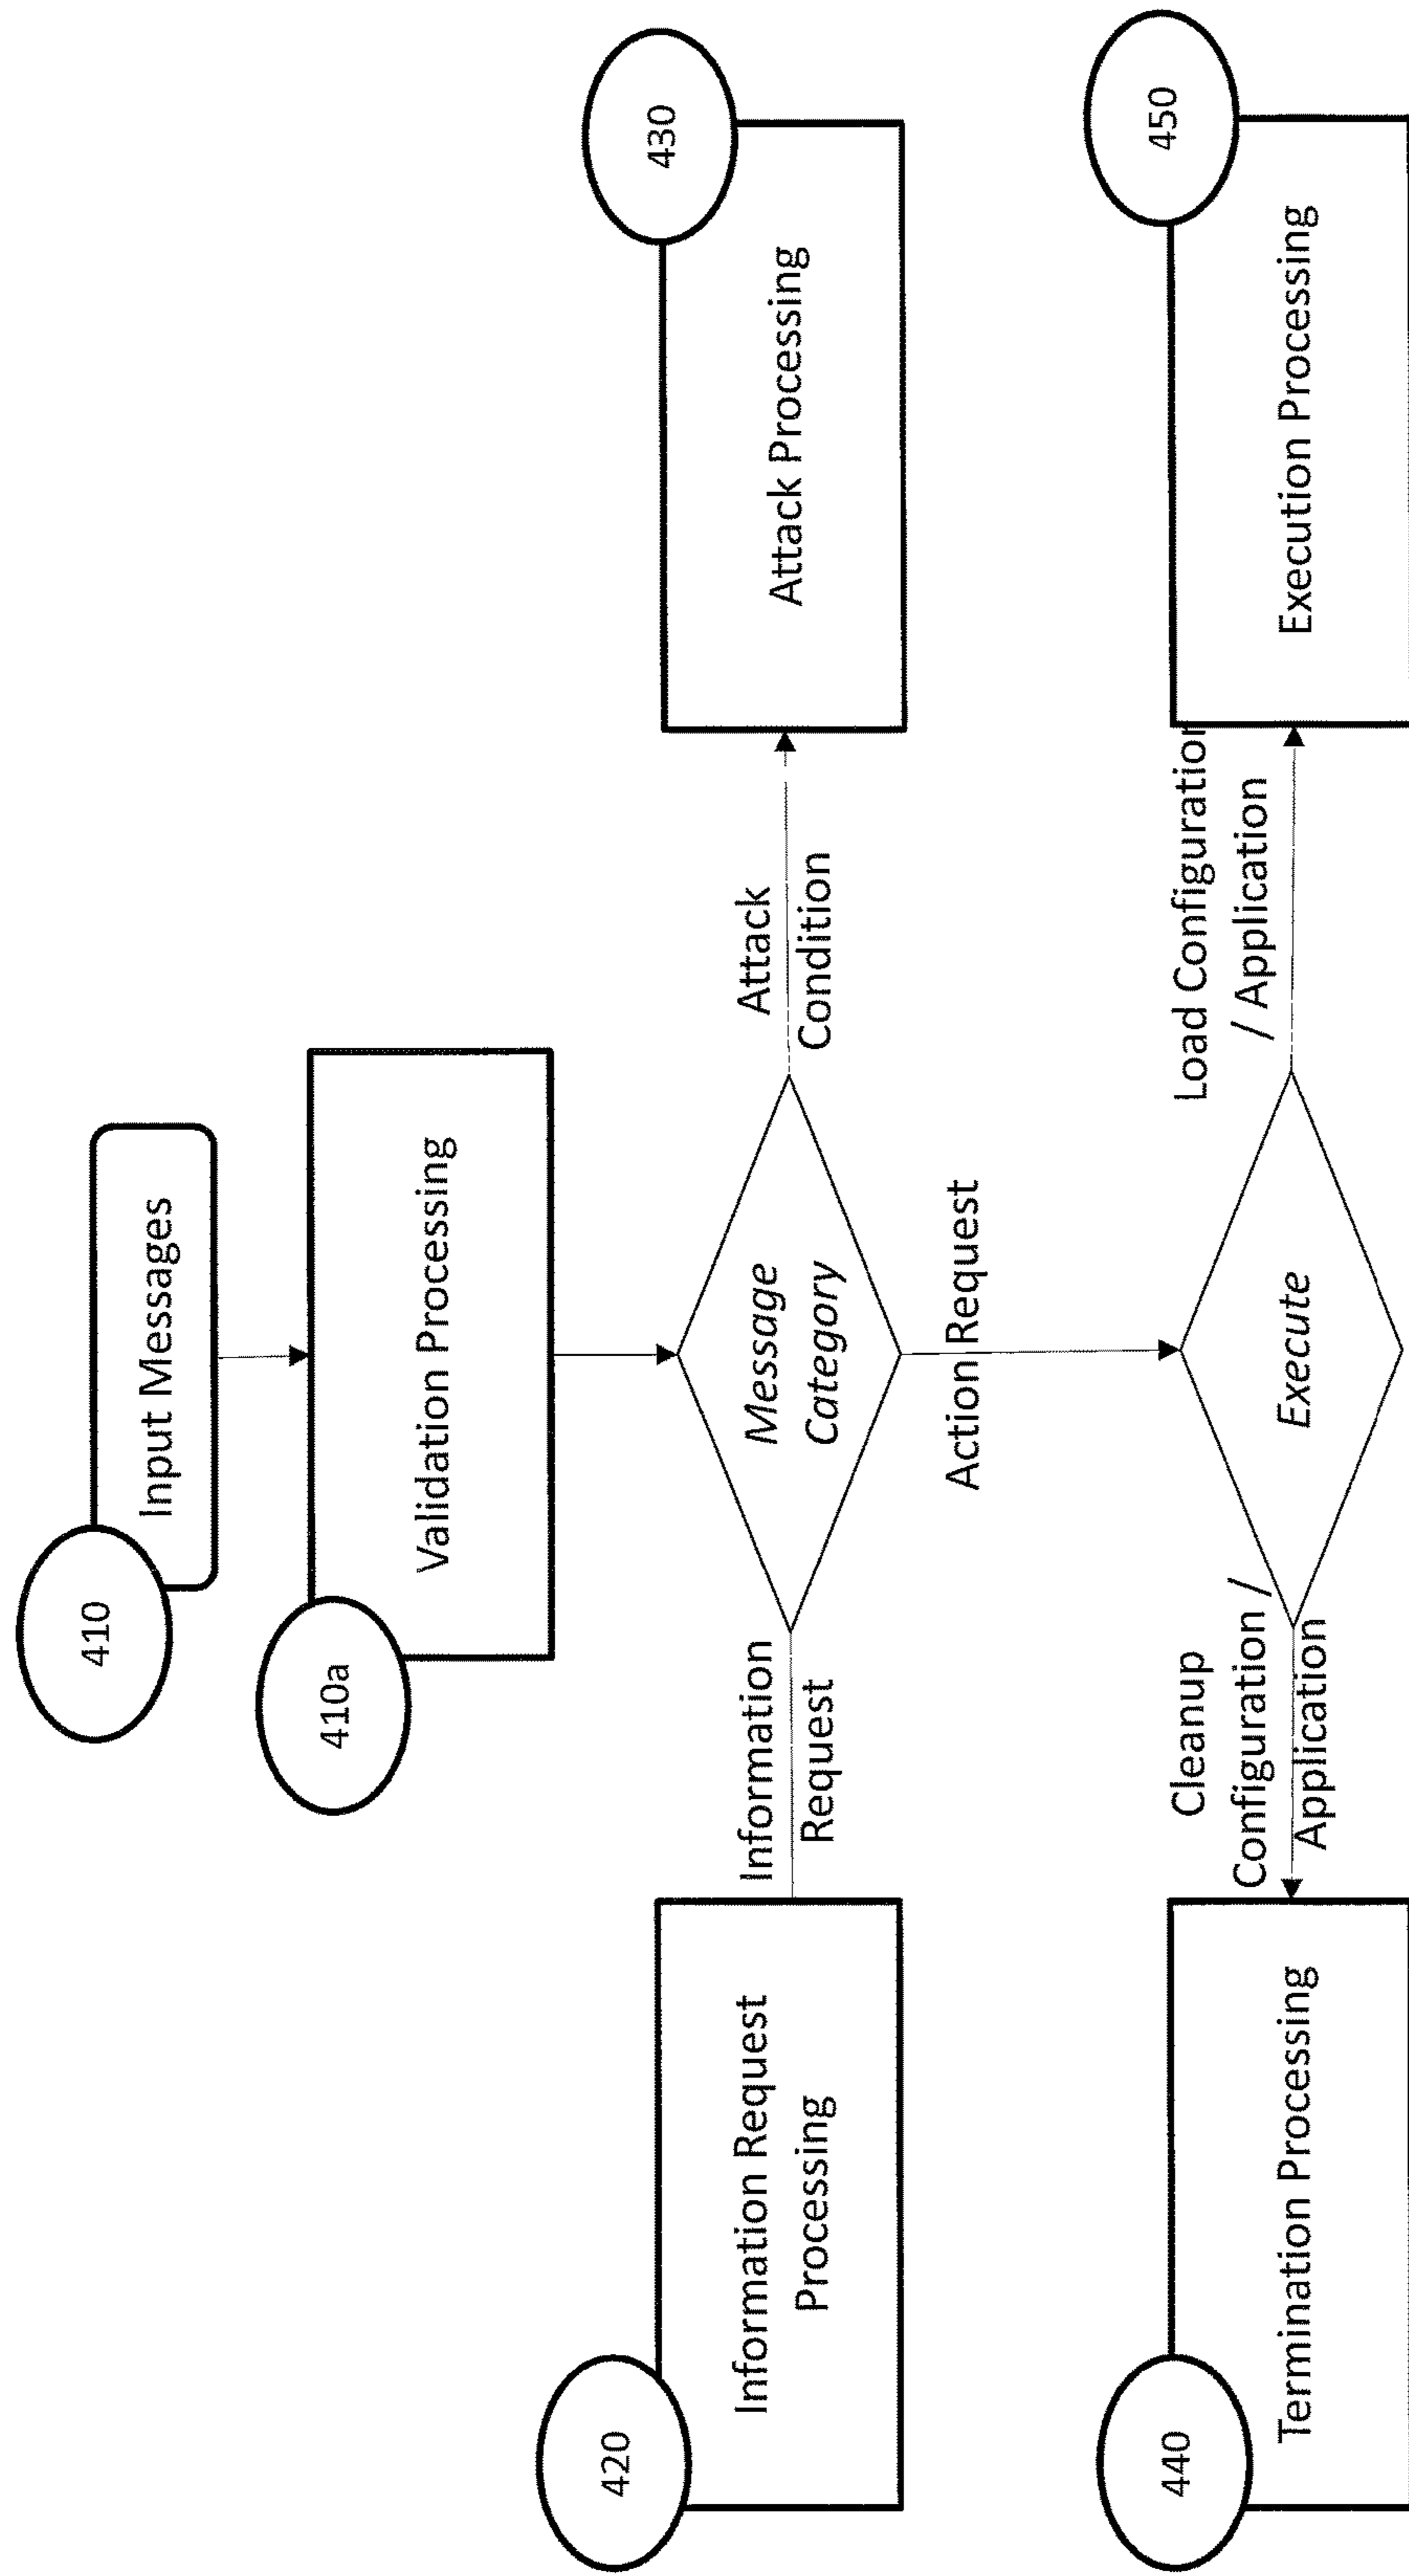 410
Input Messages
410a
Validation Processing
Message
Category
Information
Request
420
Information Request
Processing
Attack
Condition
430
Attack Processing
Action Request
Execute
Cleanup
Configuration /
Application
440
Termination Processing
Load Configuration
/ Application
450
Execution Processing